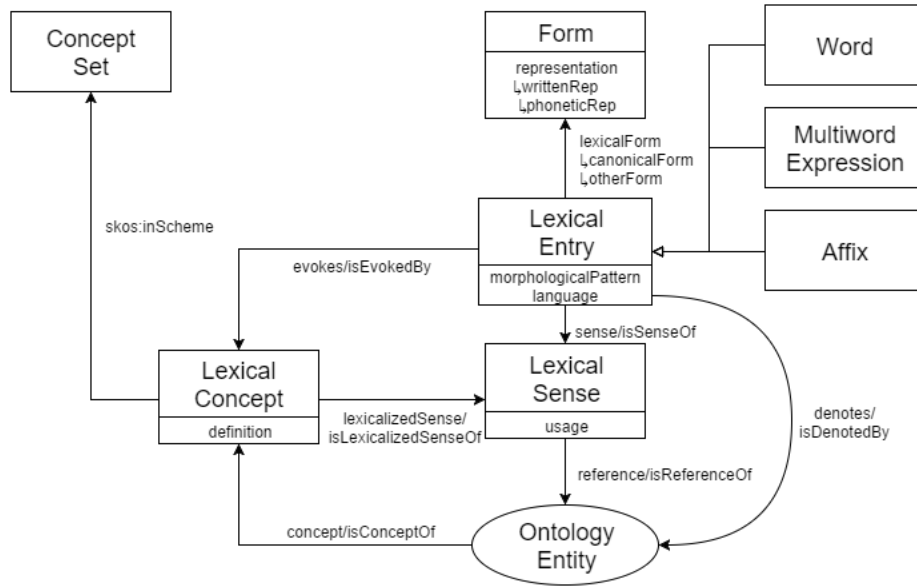 Concept
Set
Form
representation
↳writtenRep
↳phoneticRep
Word
Multiword
Expression
Affix
lexicalForm
↳canonicalForm
↳otherForm
Lexical
Entry
morphologicalPattern
language
skos:inScheme
evokes/isEvokedBy
sense/isSenseOf
Lexical
Concept
definition
lexicalizedSense/
isLexicalizedSenseOf
Lexical
Sense
usage
denotes/
isDenotedBy
reference/isReferenceOf
concept/isConceptOf
Ontology
Entity